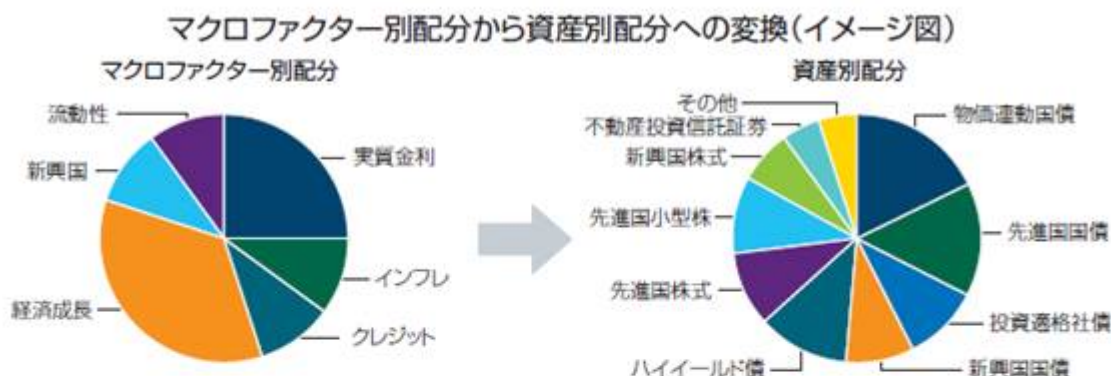 マクロファクター別配分から資産別配分への変換(イメージ図)
マクロファクター別配分
流動性
新興国
経済成長
実質金利
インフレ
クレジット
資産別配分
その他
不動産投資信託証券
新興国株式
先進国小型株
先進国株式
ハイイールド債
物価連動国債
先進国国債
投資適格社債
新興国国債